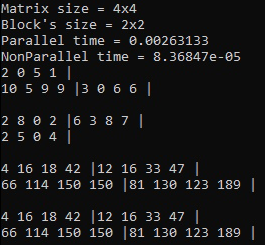 Matrix size = 4x4
Block's size = 2x2
Parallel time = 0.00263133
NonParallel time = 8.36847e-05
2 0 5 1 |
10 5 9 9 |3 0 6 6 |

2 8 0 2 |6 3 8 7 |
2 5 0 4 |

4 16 18 42 |12 16 33 47 |
66 114 150 150 |81 130 123 189 |

4 16 18 42 |12 16 33 47 |
66 114 150 150 |81 130 123 189 |